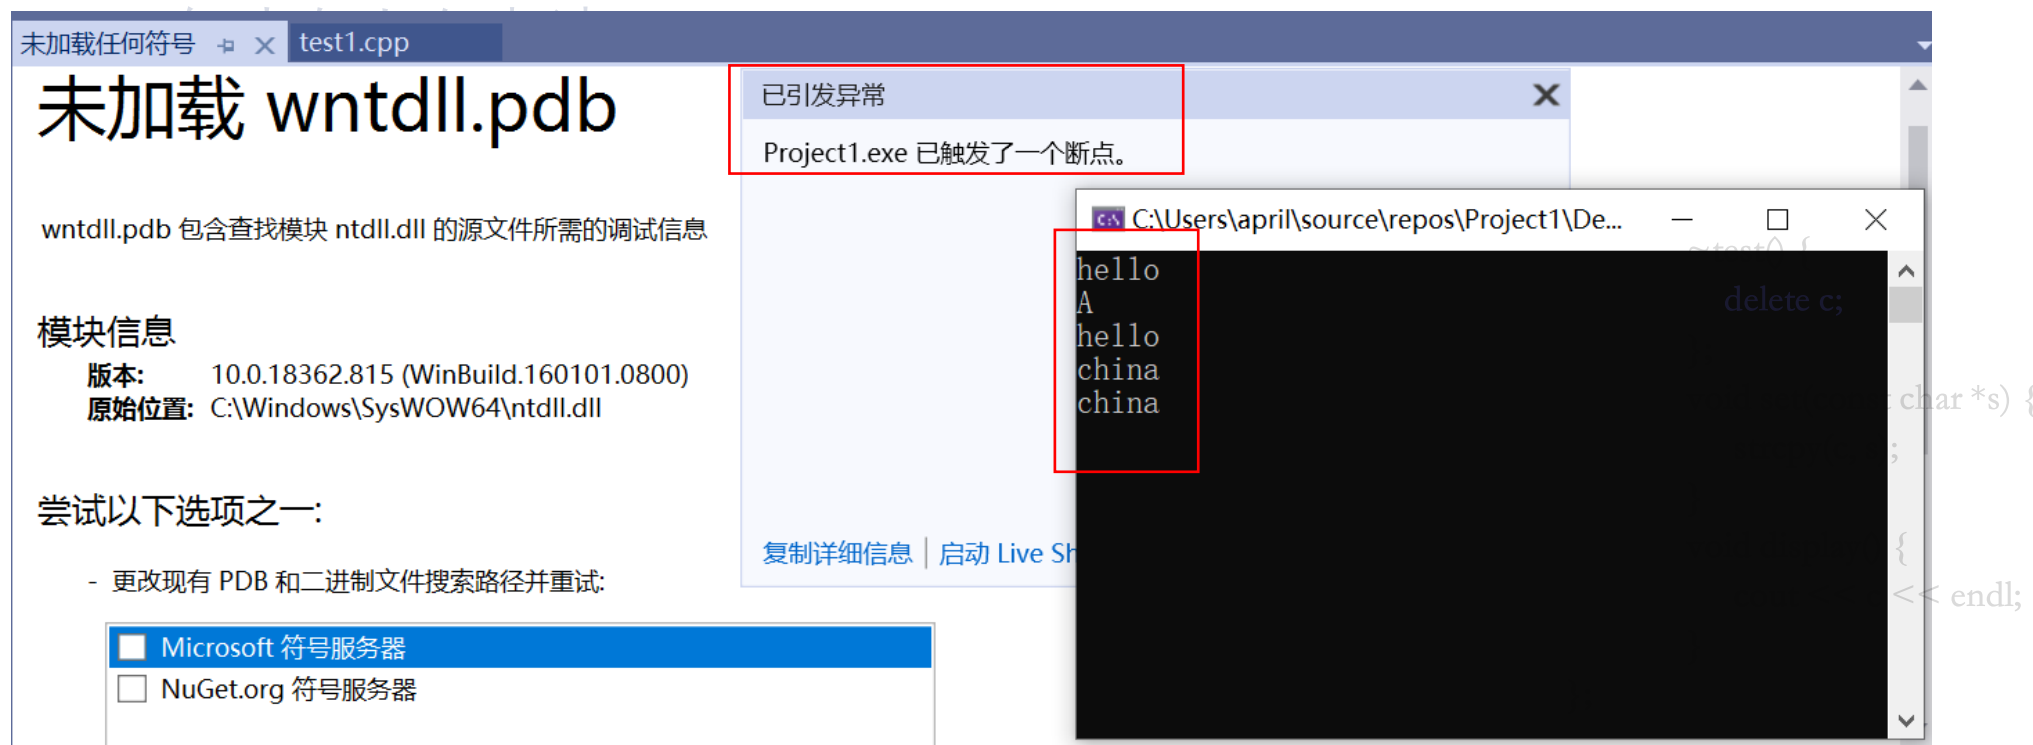 未加载任何符号 test1.cpp
未加载 wntdll.pdb
已引发异常
Project1.exe 已触发了一个断点。
wntdll.pdb 包含查找模块 ntdll.dll 的源文件所需的调试信息
C:\Users\april\source\repos\Project1\De...
~test() {
hello
A
delete c;
hello
china
china
char *s) {
;
{
<< endl;
模块信息
版本: 10.0.18362.815 (WinBuild.160101.0800)
原始位置: C:\Windows\SysWOW64\ntdll.dll
尝试以下选项之一:
复制详细信息 | 启动 Live Sh
- 更改现有 PDB 和二进制文件搜索路径并重试:
Microsoft 符号服务器
NuGet.org 符号服务器